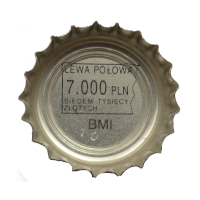 LEWA POŁOWA
7.000 PLN
SIEDEM TYSIĘCY
ZŁOTYCH
BMI